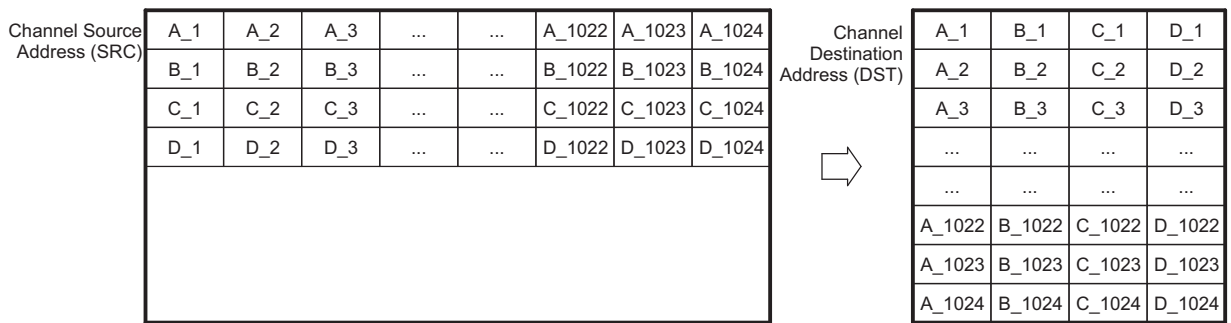 Channel Source
Address (SRC)
A_1 A_2 A_3 ... ... A_1022 A_1023 A_1024
B_1 B_2 B_3 ... ... B_1022 B_1023 B_1024
C_1 C_2 C_3 ... ... C_1022 C_1023 C_1024
D_1 D_2 D_3 ... ... D_1022 D_1023 D_1024
Channel
Destination
Address (DST)
A_1 B_1 C_1 D_1
A_2 B_2 C_2 D_2
A_3 B_3 C_3 D_3
... ... ... ...
... ... ... ...
A_1022 B_1022 C_1022 D_1022
A_1023 B_1023 C_1023 D_1023
A_1024 B_1024 C_1024 D_1024